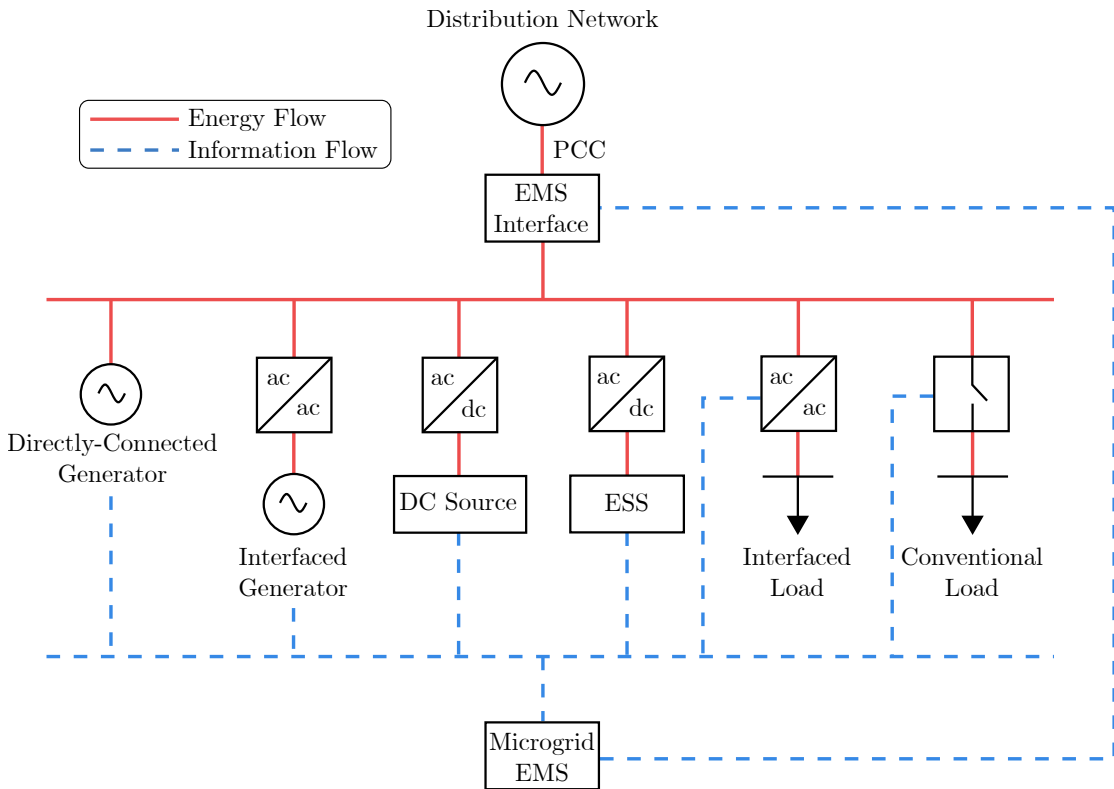 Distribution Network
Energy Flow
Information Flow
PCC
EMS
Interface
ac
ac
ac
dc
ac
dc
ac
ac
Directly-Connected
Generator
DC Source
ESS
Interfaced
Generator
Interfaced
Load
Conventional
Load
Microgrid
EMS